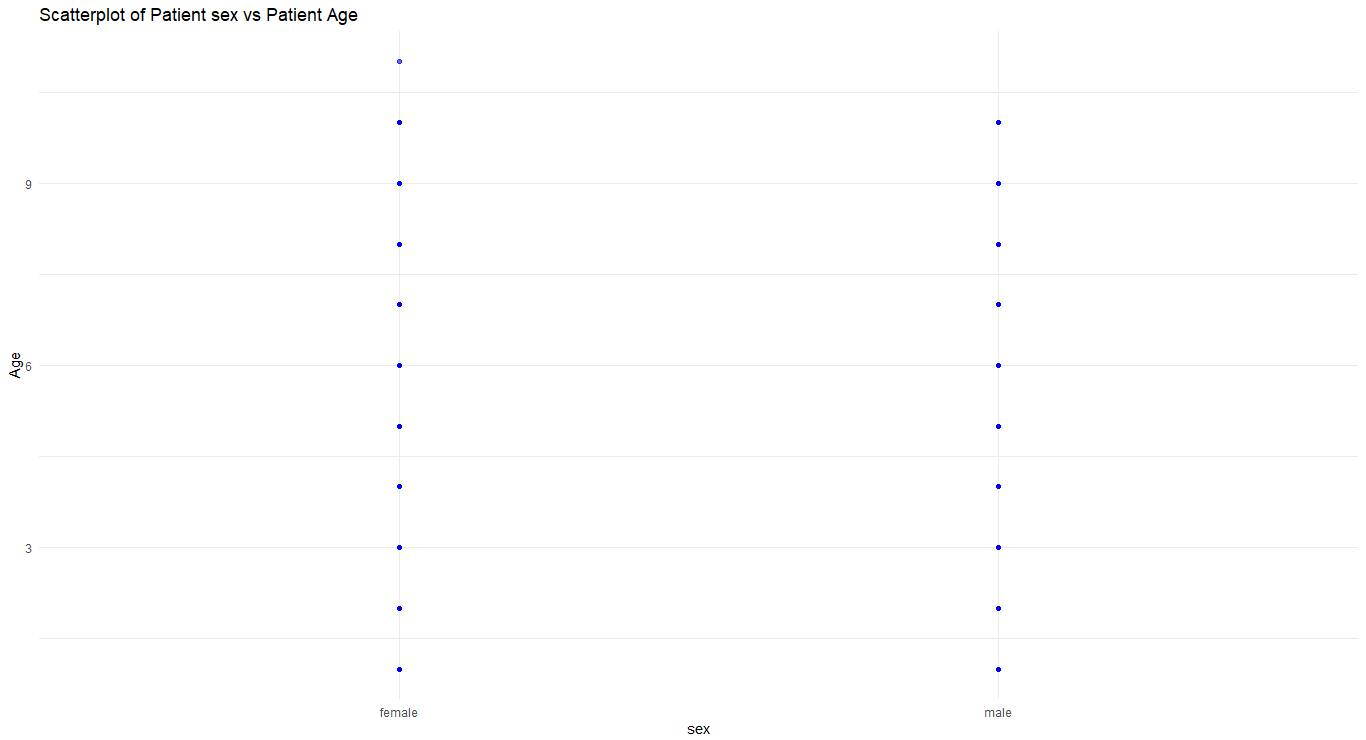 Scatterplot of Patient sex vs Patient Age
Age
9
6
3
female male
sex